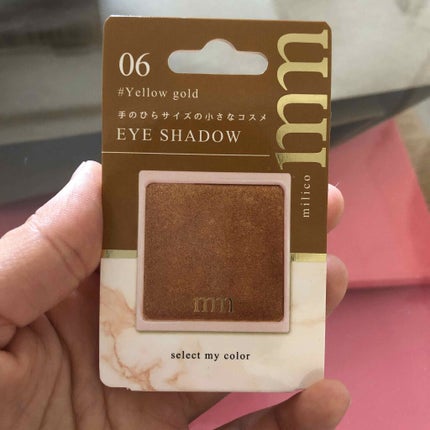 06
#Yellow gold
手のひらサイズの小さなコスメ
EYE SHADOW
mm
milico
mm
select my color